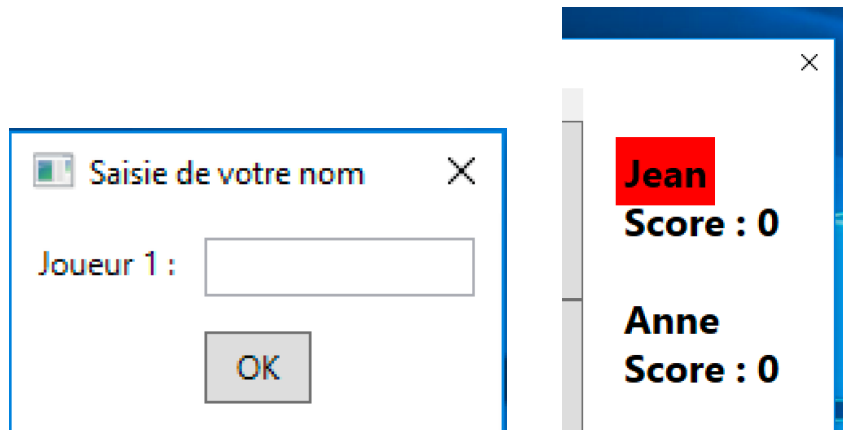 Saisie de votre nom
Joueur 1 :
OK
Jean
Score : 0
Anne
Score : 0